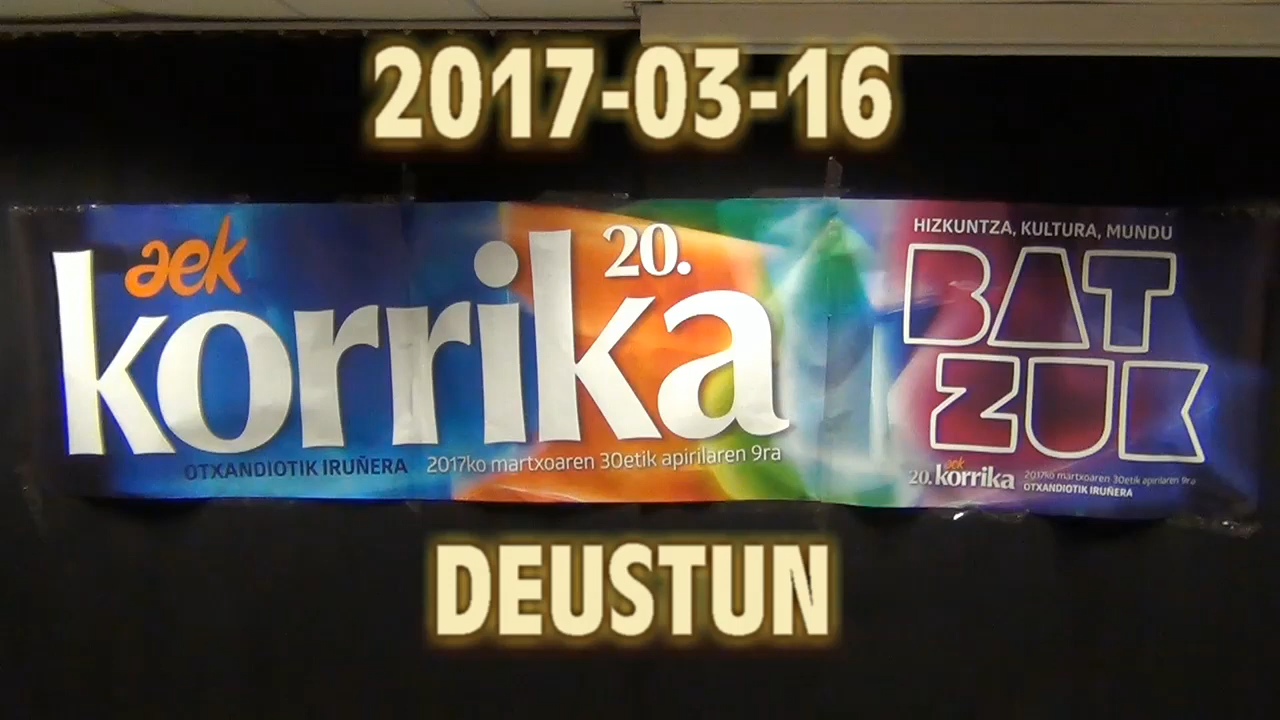 2017-03-16
aek
korrika
20.
OTXANDIOTIK IRUÑERA
2017ko martxoaren 30etik apirilaren 9ra
HIZKUNTZA, KULTURA, MUNDU
BAT
ZUK
aek
20. korrika
2017ko martxoaren 30etik apirilaren 9ra
OTXANDIOTIK IRUÑERA
DEUSTUN